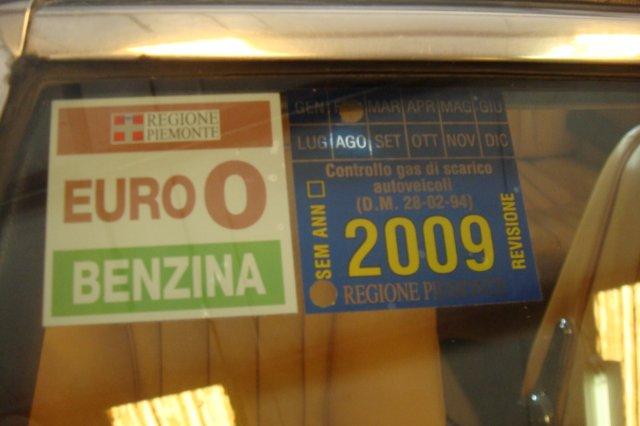 REGIONE
PIEMONTE
EURO 0
BENZINA
GEN MAR APR MAG GIU
LUG AGO SET OTT NOV DIC
Controllo gas di scarico
autoveicoli
(D.M. 28-02-94)
SEM ANN
2009
REVISIONE
REGIONE